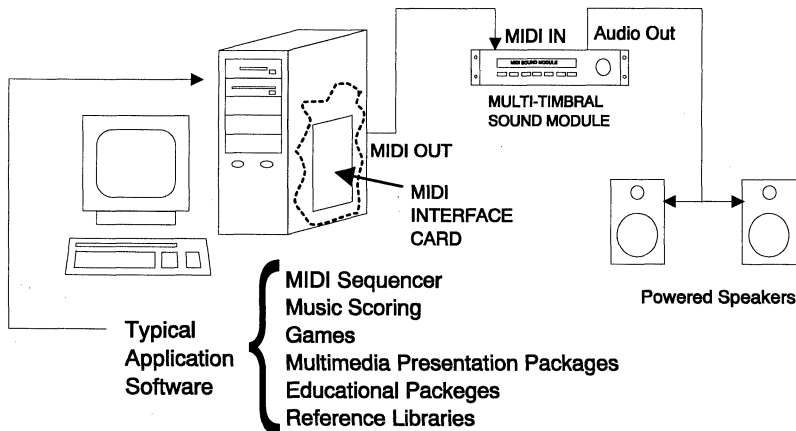 MIDI IN
Audio Out
MIDI SOUND MODULE
MULTI-TIMBRAL
SOUND MODULE
MIDI OUT
MIDI
INTERFACE
CARD
Powered Speakers
Typical
Application
Software
MIDI Sequencer
Music Scoring
Games
Multimedia Presentation Packages
Educational Packeges
Reference Libraries